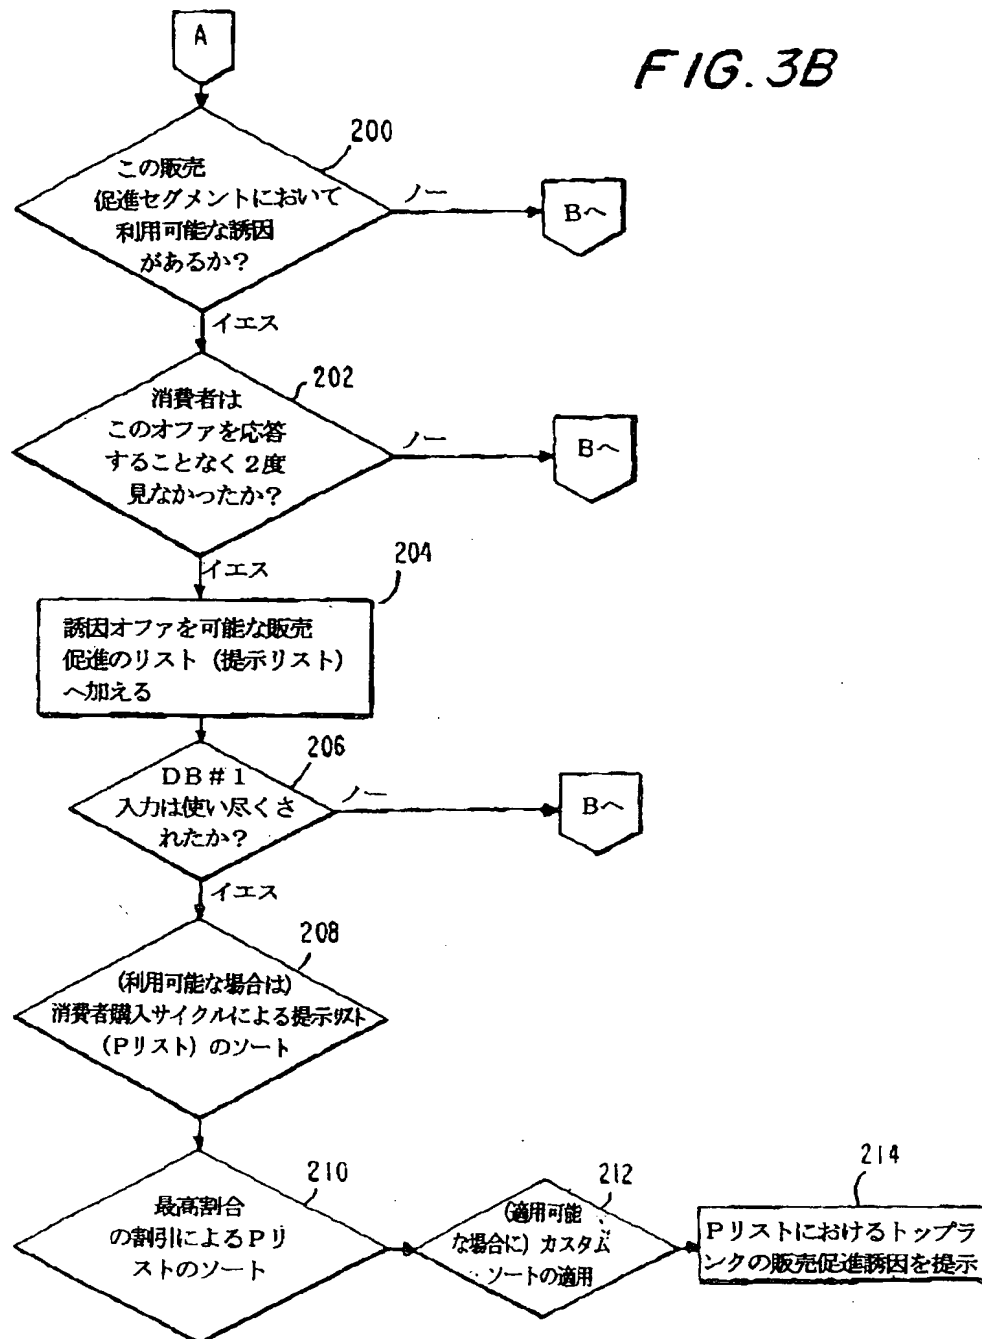 A
FIG. 3B
200
この販売
促進セグメントにおいて
利用可能な誘因
があるか?
ノー
Bへ
イエス
202
消費者は
このオファを応答
することなく2度
見なかったか?
ノー
Bへ
イエス
204
誘因オファを可能な販売
促進のリスト(提示リスト)
へ加える
206
DB#1
入力は使い尽くさ
れたか?
ノー
Bへ
イエス
208
(利用可能な場合は)
消費者購入サイクルによる提示リスト
(Pリスト)のソート
210
最高割合
の割引によるPリ
ストのソート
212
(適用可能
な場合に)カスタム
ソートの適用
214
Pリストにおけるトップラ
ンクの販売促進誘因を提示